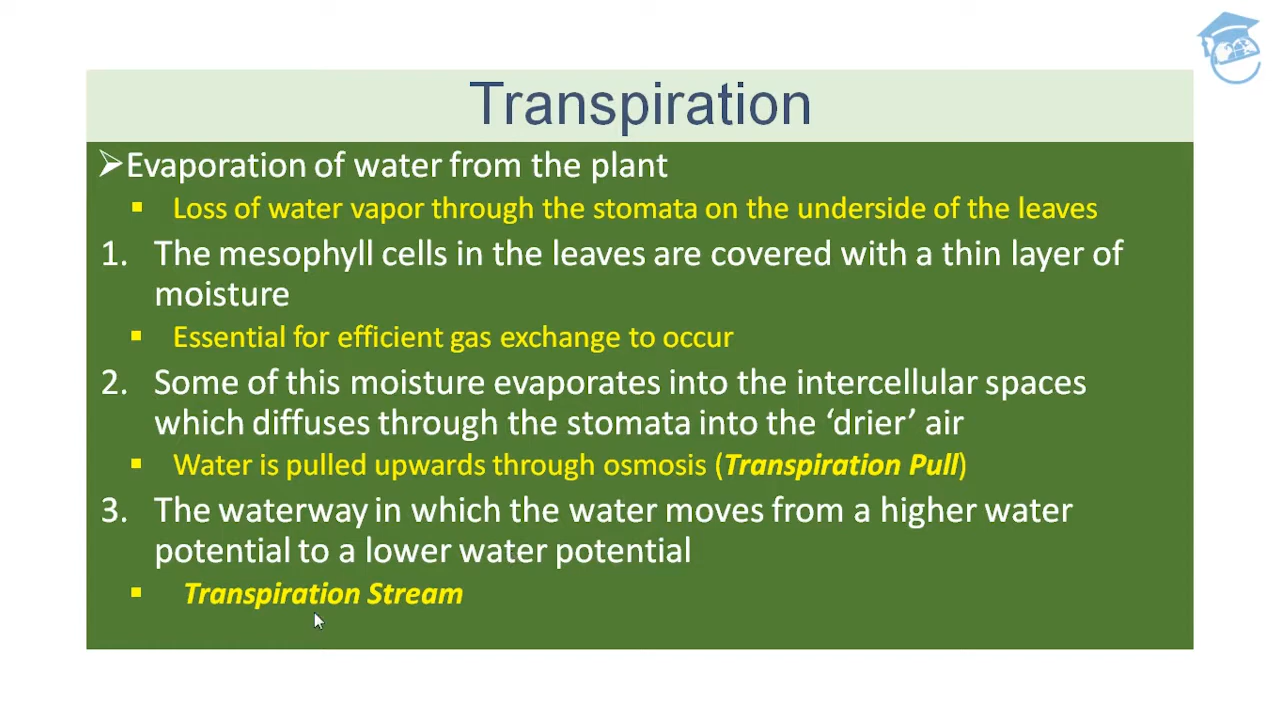 Transpiration
➢Evaporation of water from the plant
▪ Loss of water vapor through the stomata on the underside of the leaves
1. The mesophyll cells in the leaves are covered with a thin layer of
moisture
▪ Essential for efficient gas exchange to occur
2. Some of this moisture evaporates into the intercellular spaces
which diffuses through the stomata into the ‘drier’ air
▪ Water is pulled upwards through osmosis (Transpiration Pull)
3. The waterway in which the water moves from a higher water
potential to a lower water potential
▪ Transpiration Stream